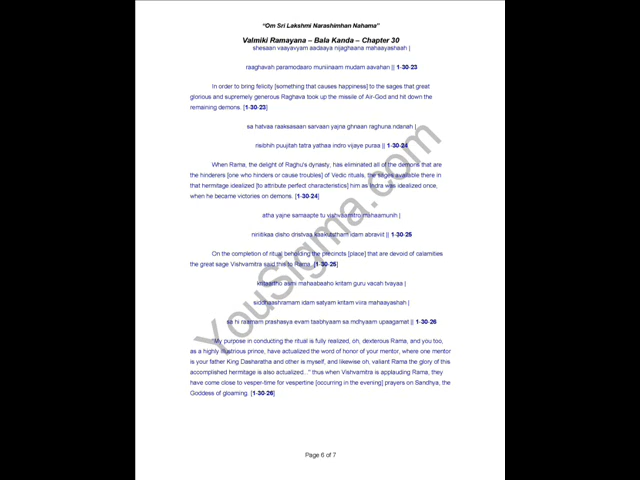 "Om Sri Lakshmi Narashimhan Nahama"
Valmiki Ramayana – Bala Kanda – Chapter 30
shesaan vaayavyam aadaaya nijaghaana mahaayashaah |
raaghavah paramodaaro muniinaam mudam aavahan || 1-30-23
In order to bring felicity [something that causes happiness] to the sages that great
glorious and supremely generous Raghava took up the missile of Air-God and hit down the
remaining demons. [1-30-23]
sa hatvaa raaksasaan sarvaan yajna ghnaan raghuna ndanah |
risibhih puujitah tatra yathaa indro vijaye puraa || 1-30-24
When Rama, the delight of Raghu's dynasty, has eliminated all of the demons that are
the hinderers [one who hinders or cause troubles] of Vedic rituals, the sages available there in
that hermitage idealized [to attribute perfect characteristics] him as Indra was idealized once,
when he became victories on demons. [1-30-24]
atha yajne samaapte tu vishvaamitro mahaamunih |
niriitikaa disho dristvaa kaakutstham idam abraviit || 1-30-25
On the completion of ritual beholding the precincts [place] that are devoid of calamities
the great sage Vishvamitra said this to Rama. [1-30-25]
kritaartho asmi mahaabaaho kritam guru vacah tvayaa |
siddhaashramam idam satyam kritam viira mahaayashah |
sa hi raamam prashasya evam taabhyaam sa mdhyaam upaagamat || 1-30-26
"My purpose in conducting the ritual is fully realized, oh, dexterous Rama, and you too,
as a highly illustrious prince, have actualized the word of honor of your mentor, where one mentor
is your father King Dasharatha and other is myself, and likewise oh, valiant Rama the glory of this
accomplished hermitage is also actualized..." thus when Vishvamitra is applauding Rama, they
have come close to vesper-time for vespertine [occurring in the evening] prayers on Sandhya, the
Goddess of gloaming. [1-30-26]
YouSigma.com
Page 6 of 7